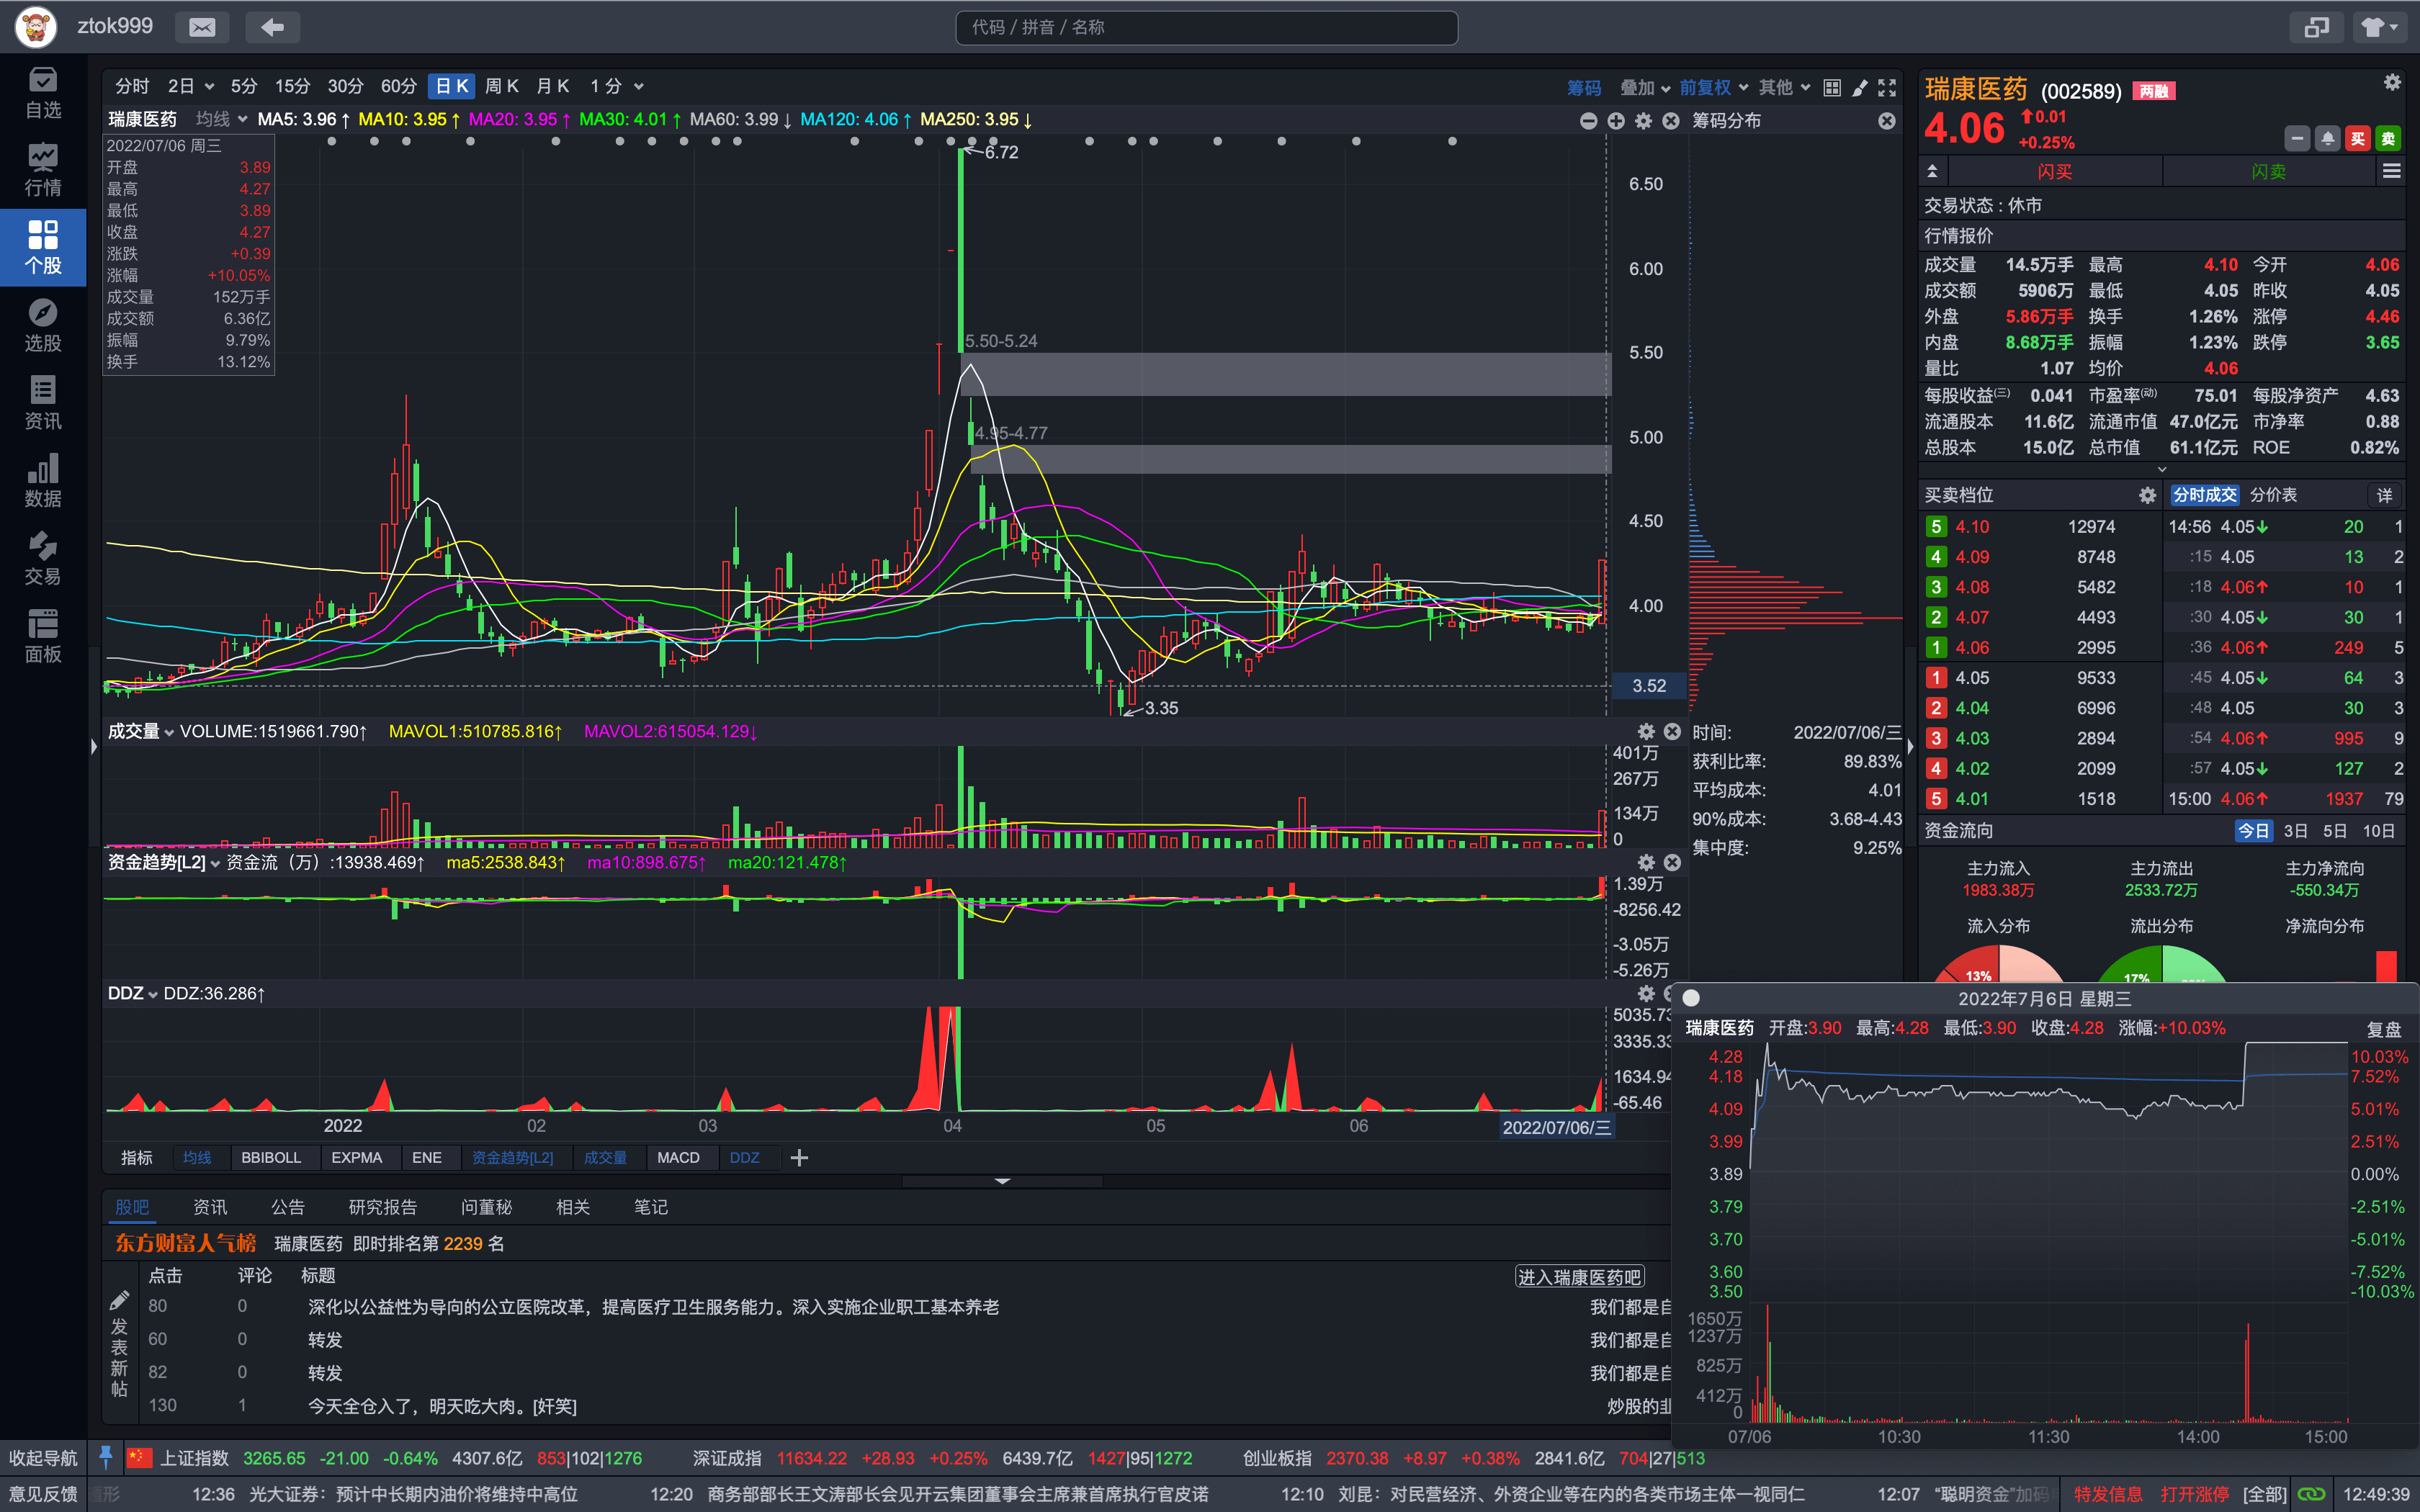 ztok999
代码 / 拼音 / 名称
自选
行情
个股
选股
资讯
数据
交易
面板
分时 2日 5分 15分 30分 60分 日K 周K 月K 1分
筹码 叠加 前复权 其他
瑞康医药 均线 MA5: 3.96↑ MA10: 3.95↑ MA20: 3.95↑ MA30: 4.01↑ MA60: 3.99↓ MA120: 4.06↑ MA250: 3.95↓
筹码分布
2022/07/06 周三
开盘 3.89
最高 4.27
最低 3.89
收盘 4.27
涨跌 +0.39
涨幅 +10.05%
成交量 152万手
成交额 6.36亿
振幅 9.79%
换手 13.12%
6.72
5.50-5.24
4.95-4.77
3.35
6.50
6.00
5.50
5.00
4.50
4.00
3.52
成交量 VOLUME:1519661.790↑ MAVOL1:510785.816↑ MAVOL2:615054.129↓
401万
267万
134万
0
时间: 2022/07/06/三
获利比率: 89.83%
平均成本: 4.01
90%成本: 3.68-4.43
集中度: 9.25%
资金趋势[L2] 资金流（万）:13938.469↑ ma5:2538.843↑ ma10:898.675↑ ma20:121.478↑
1.39万
-8256.42
-3.05万
-5.26万
DDZ DDZ:36.286↑
5035.73
3335.33
1634.94
-65.46
2022 02 03 04 05 06 2022/07/06/三
指标 均线 BBIBOLL EXPMA ENE 资金趋势[L2] 成交量 MACD DDZ
股吧 资讯 公告 研究报告 问董秘 相关 笔记
东方财富人气榜 瑞康医药 即时排名第 2239 名
点击 评论 标题 进入瑞康医药吧
发表新帖
80 0 深化以公益性为导向的公立医院改革，提高医疗卫生服务能力。深入实施企业职工基本养老 我们都是自
60 0 转发 我们都是自
82 0 转发 我们都是自
130 1 今天全仓入了，明天吃大肉。[奸笑] 炒股的韭
瑞康医药 (002589) 两融
4.06 0.01
+0.25%
买 卖
闪买 闪卖
交易状态 : 休市
行情报价
成交量 14.5万手 最高 4.10 今开 4.06
成交额 5906万 最低 4.05 昨收 4.05
外盘 5.86万手 换手 1.26% 涨停 4.46
内盘 8.68万手 振幅 1.23% 跌停 3.65
量比 1.07 均价 4.06
每股收益(三) 0.041 市盈率(动) 75.01 每股净资产 4.63
流通股本 11.6亿 流通市值 47.0亿元 市净率 0.88
总股本 15.0亿 总市值 61.1亿元 ROE 0.82%
买卖档位 分时成交 分价表 详
5 4.10 12974 14:56 4.05↓ 20 1
4 4.09 8748 :15 4.05 13 2
3 4.08 5482 :18 4.06↑ 10 1
2 4.07 4493 :30 4.05↓ 30 1
1 4.06 2995 :36 4.06↑ 249 5
1 4.05 9533 :45 4.05↓ 64 3
2 4.04 6996 :48 4.05 30 3
3 4.03 2894 :54 4.06↑ 995 9
4 4.02 2099 :57 4.05↓ 127 2
5 4.01 1518 15:00 4.06↑ 1937 79
资金流向 今日 3日 5日 10日
主力流入 主力流出 主力净流向
1983.38万 2533.72万 -550.34万
流入分布 流出分布 净流向分布
13% 17%
2022年7月6日 星期三
瑞康医药 开盘:3.90 最高:4.28 最低:3.90 收盘:4.28 涨幅:+10.03% 复盘
4.28 10.03%
4.18 7.52%
4.09 5.01%
3.99 2.51%
3.89 0.00%
3.79 -2.51%
3.70 -5.01%
3.60 -7.52%
3.50 -10.03%
1650万
1237万
825万
412万
0
07/06 10:30 11:30 14:00 15:00
收起导航 上证指数 3265.65 -21.00 -0.64% 4307.6亿 853|102|1276 深证成指 11634.22 +28.93 +0.25% 6439.7亿 1427|95|1272 创业板指 2370.38 +8.97 +0.38% 2841.6亿 704|27|513
意见反馈 12:36 光大证券：预计中长期内油价将维持中高位 12:20 商务部部长王文涛部长会见开云集团董事会主席兼首席执行官皮诺 12:10 刘昆：对民营经济、外资企业等在内的各类市场主体一视同仁 12:07 “聪明资金”加码 特发信息 打开涨停 [全部] 12:49:39